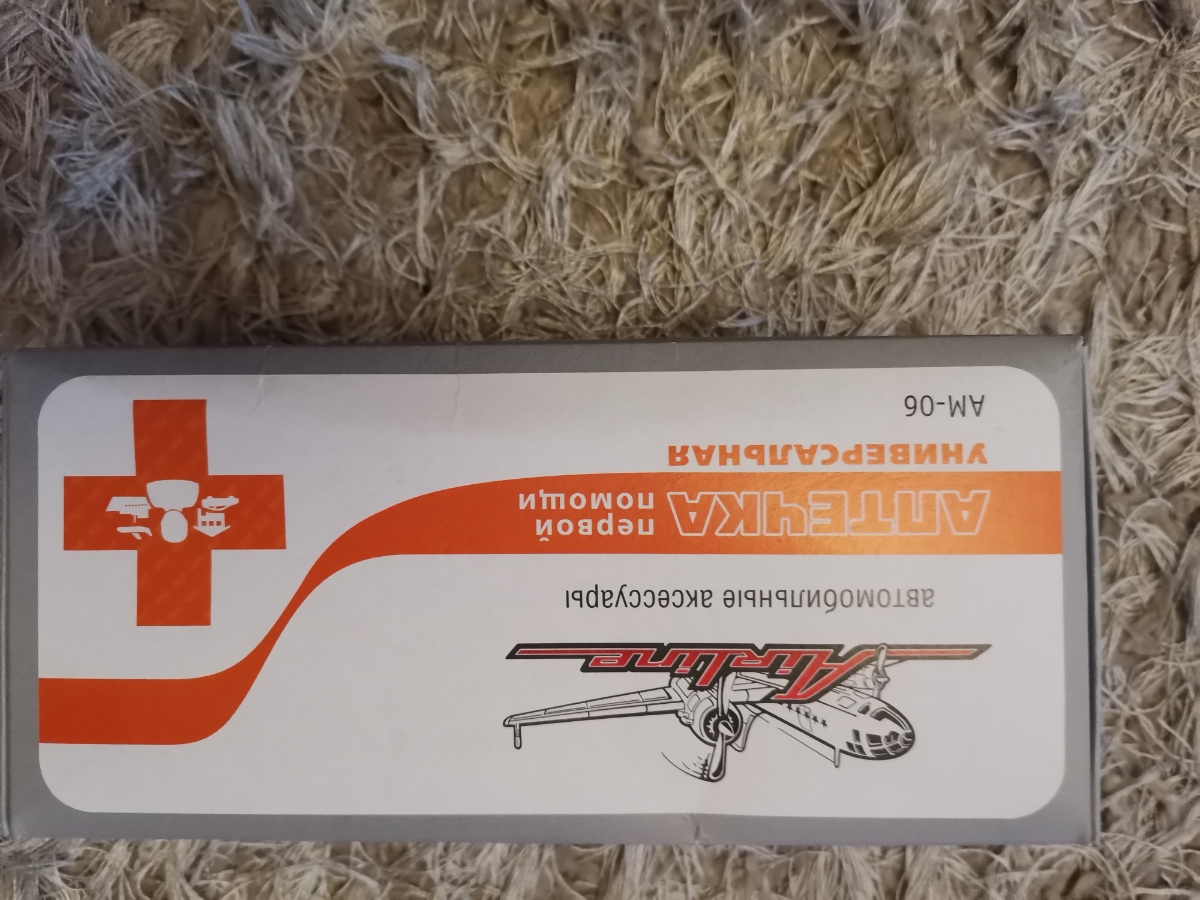 Airline
автомобильные аксессуары
АПТЕЧКА первой помощи
УНИВЕРСАЛЬНАЯ
AM-06